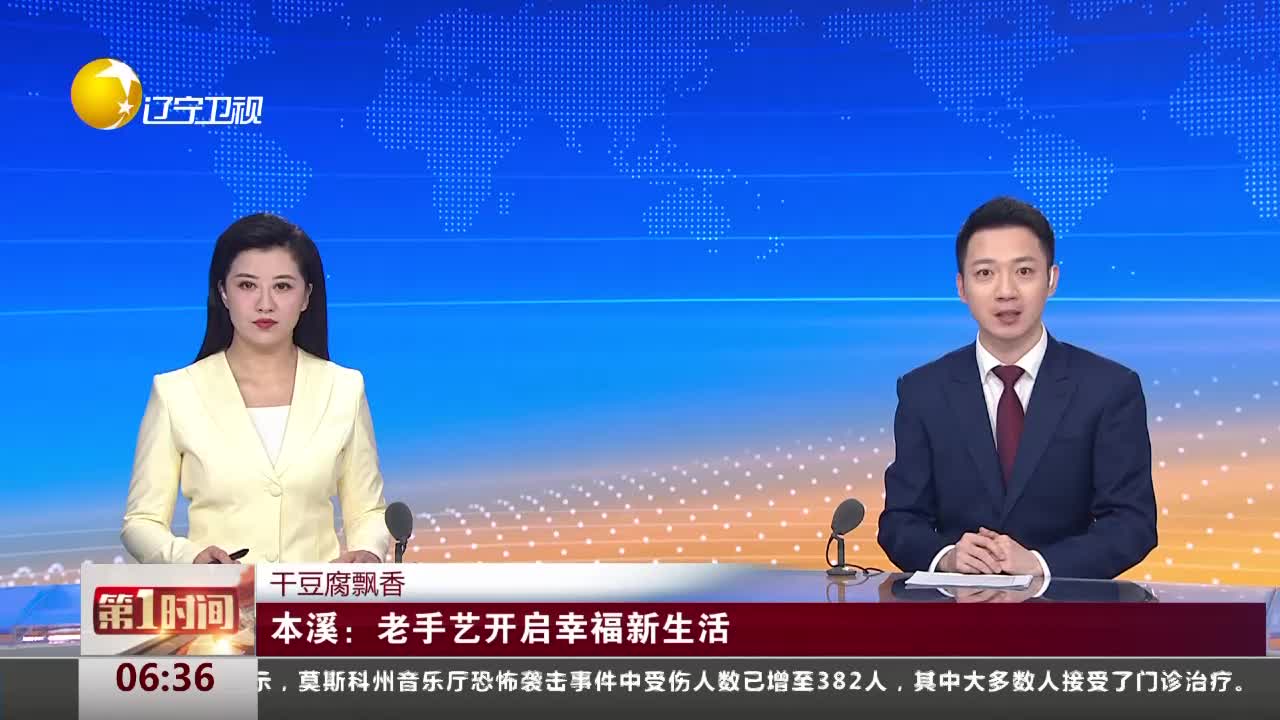 辽宁卫视
干豆腐飘香
第1时间
本溪：老手艺开启幸福新生活
06:36
示，莫斯科州音乐厅恐怖袭击事件中受伤人数已增至382人，其中大多数人接受了门诊治疗。